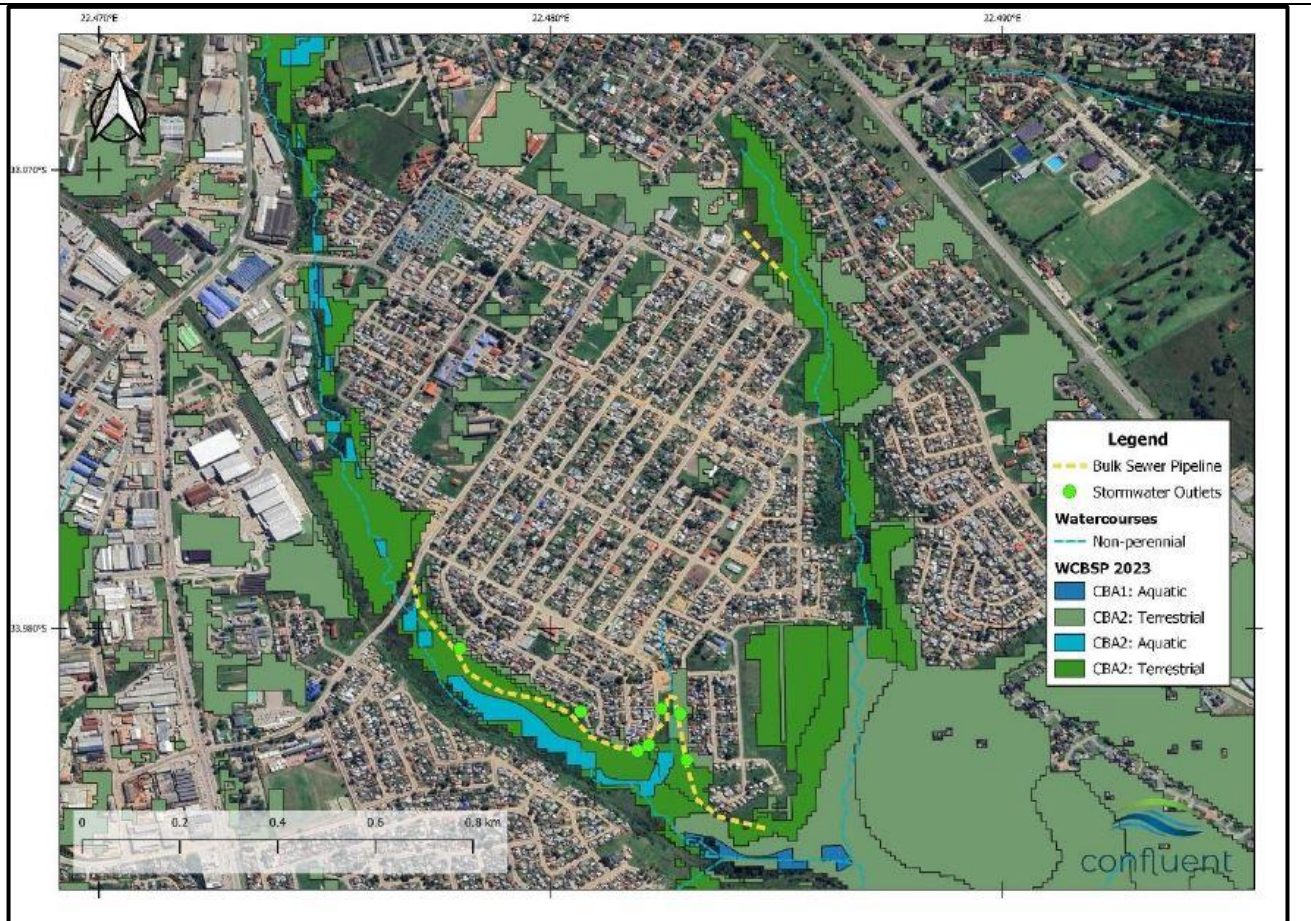 22.470°E 22.480°E 22.490°E
N
33.070°S
33.980°S
Legend
Bulk Sewer Pipeline
Stormwater Outlets
Watercourses
Non-perennial
WCBSP 2023
CBA1: Aquatic
CBA2: Terrestrial
CBA2: Aquatic
CBA2: Terrestrial
0 0.2 0.4 0.6 0.8 km
confluent